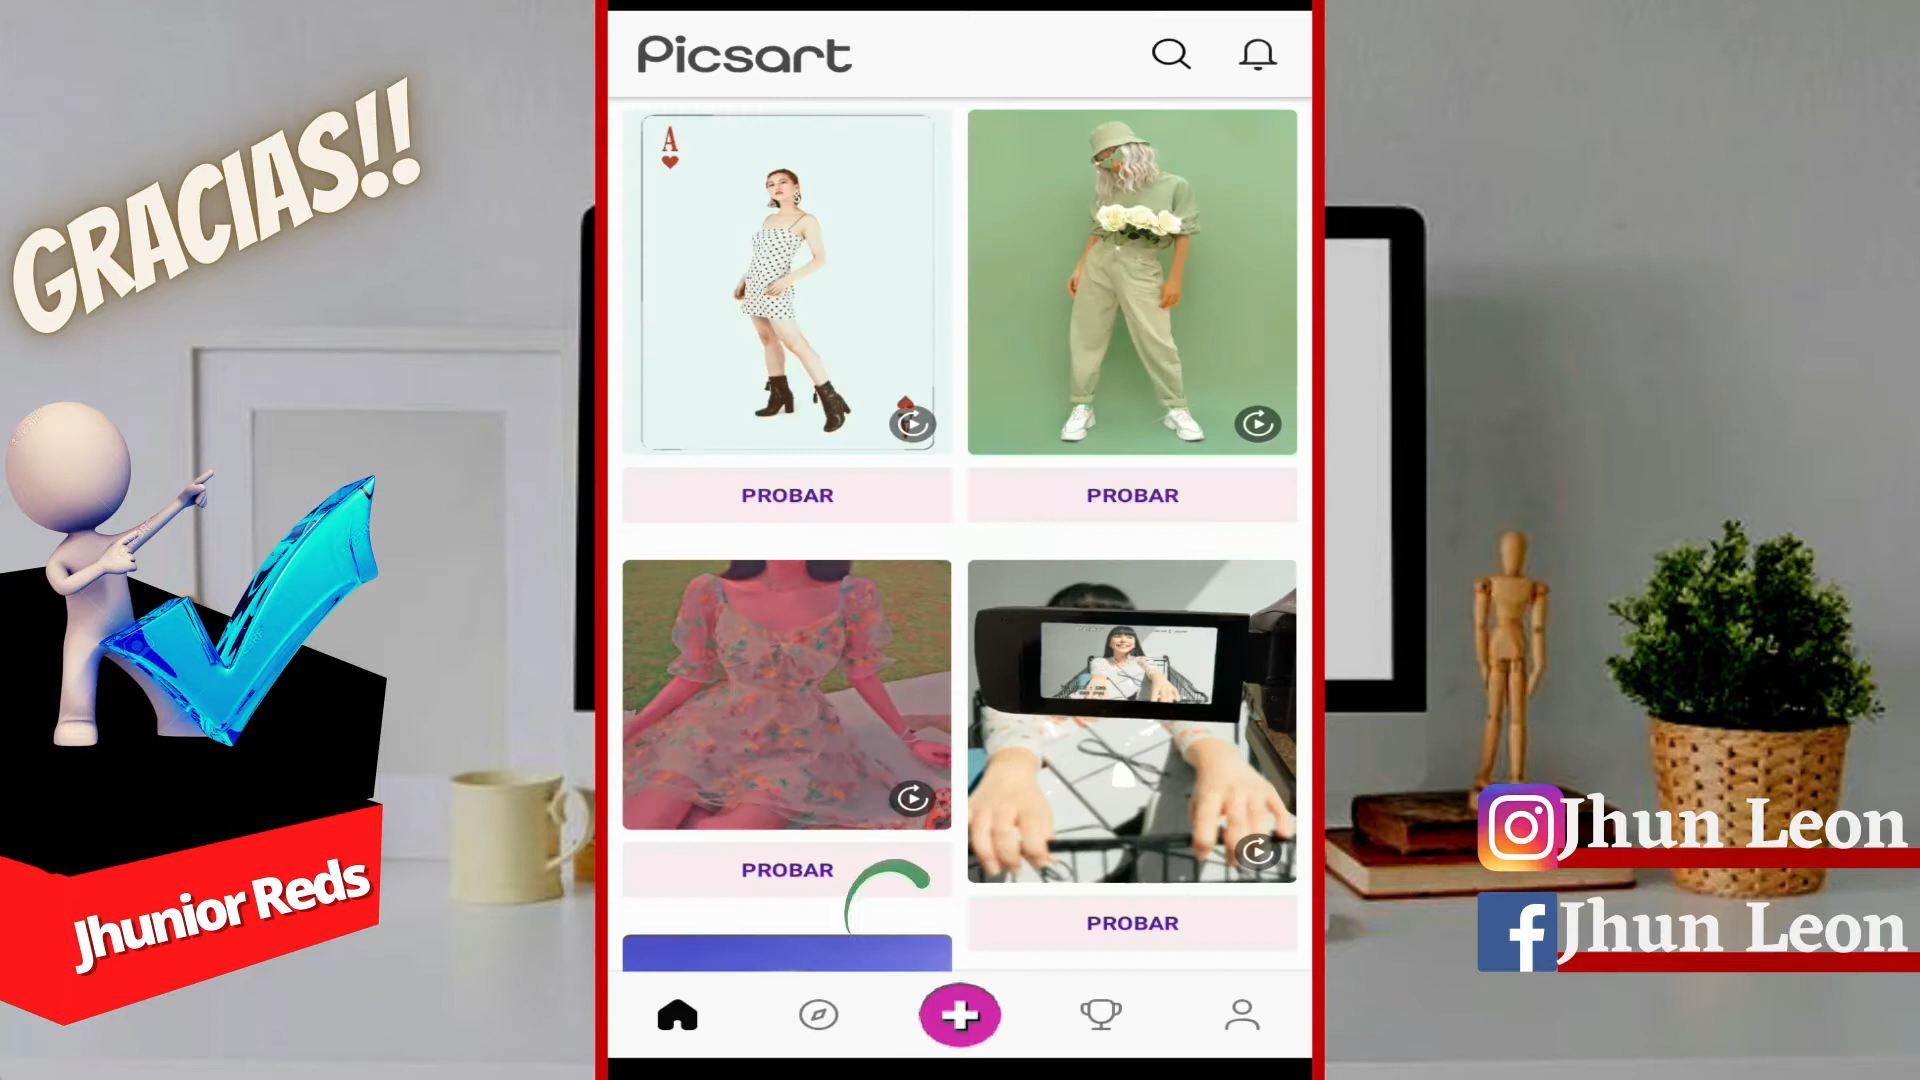 GRACIAS!!
Jhunior Reds
Picsart
A
PROBAR
PROBAR
PROBAR
PROBAR
Jhun Leon
Jhun Leon